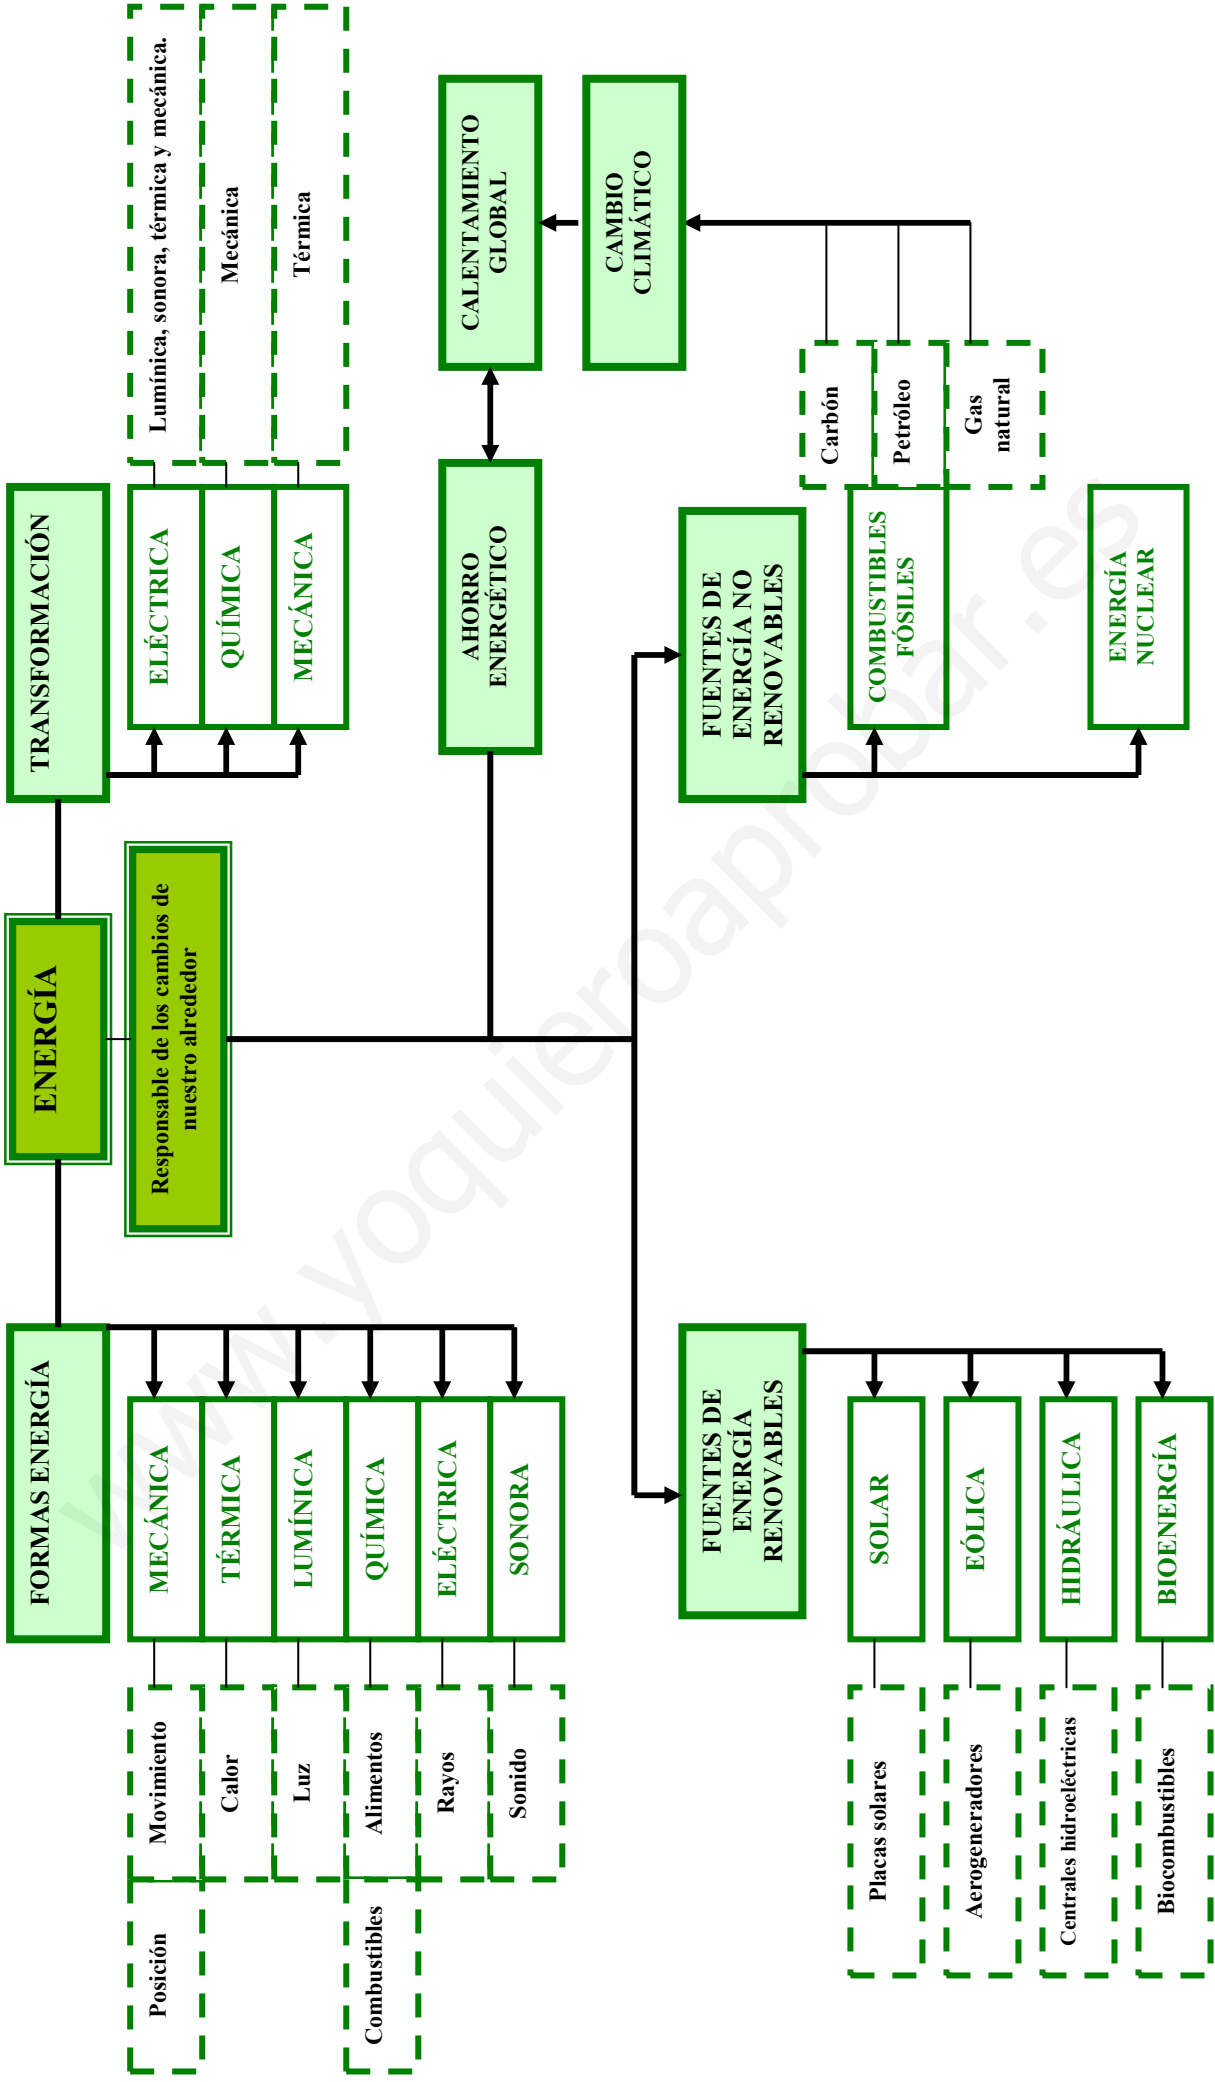 ENERGÍA
Responsable de los cambios de
nuestro alrededor
FORMAS ENERGÍA
MECÁNICA
Movimiento
Posición
TÉRMICA
Calor
LUMÍNICA
Luz
QUÍMICA
Alimentos
Combustibles
ELÉCTRICA
Rayos
SONORA
Sonido
TRANSFORMACIÓN
ELÉCTRICA
Lumínica, sonora, térmica y mecánica.
QUÍMICA
Mecánica
MECÁNICA
Térmica
AHORRO
ENERGÉTICO
CALENTAMIENTO
GLOBAL
CAMBIO
CLIMÁTICO
FUENTES DE
ENERGÍA
RENOVABLES
SOLAR
Placas solares
EÓLICA
Aerogeneradores
HIDRÁULICA
Centrales hidroeléctricas
BIOENERGÍA
Biocombustibles
FUENTES DE
ENERGÍA NO
RENOVABLES
COMBUSTIBLES
FÓSILES
Carbón
Petróleo
Gas
natural
ENERGÍA
NUCLEAR
www.yoquieroaprobar.es